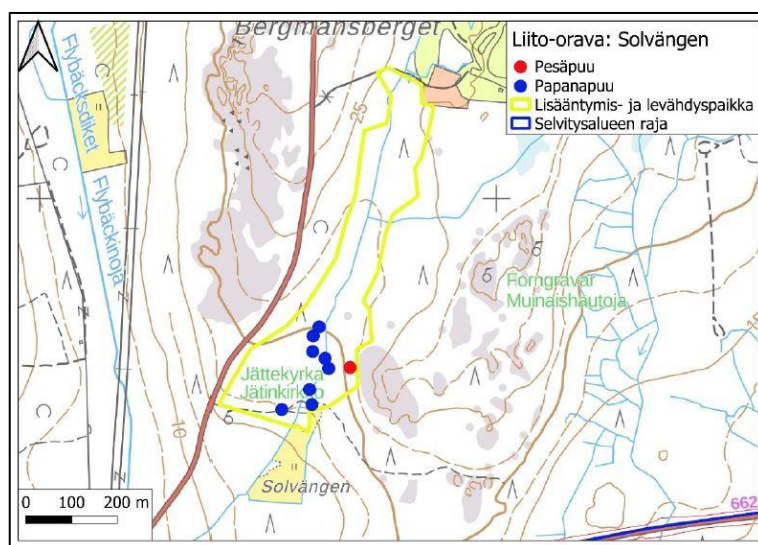 Bergmansberget
Liito-orava: Solvängen
Pesäpuu
Papanapuu
Lisääntymis- ja levähdyspaikka
Selvitysalueen raja
Flybäcksdiket
Flybäckinoja
25
Forngravar
Muinaishautoja
Jättekyrka
Jätinkirkko
10
15
Solvängen
0 100 200 m
662